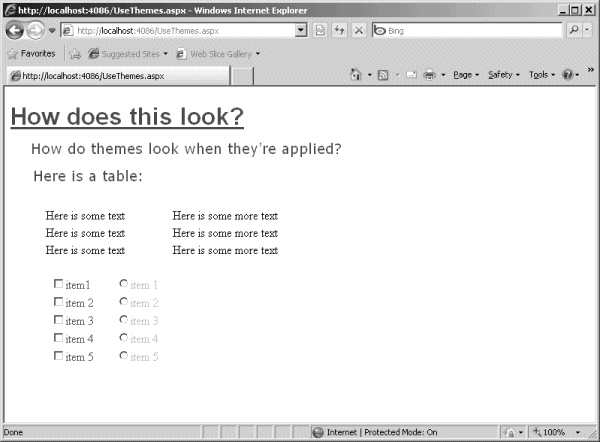 http://localhost:4086/UseThemes.aspx - Windows Internet Explorer
http://localhost:4086/UseThemes.aspx
Bing
Favorites Suggested Sites Web Slice Gallery
http://localhost:4086/UseThemes.aspx
Page Safety Tools
How does this look?
How do themes look when they're applied?
Here is a table:
Here is some text Here is some more text
Here is some text Here is some more text
Here is some text Here is some more text
item1 item 1
item 2 item 2
item 3 item 3
item 4 item 4
item 5 item 5
Done Internet | Protected Mode: On 100%